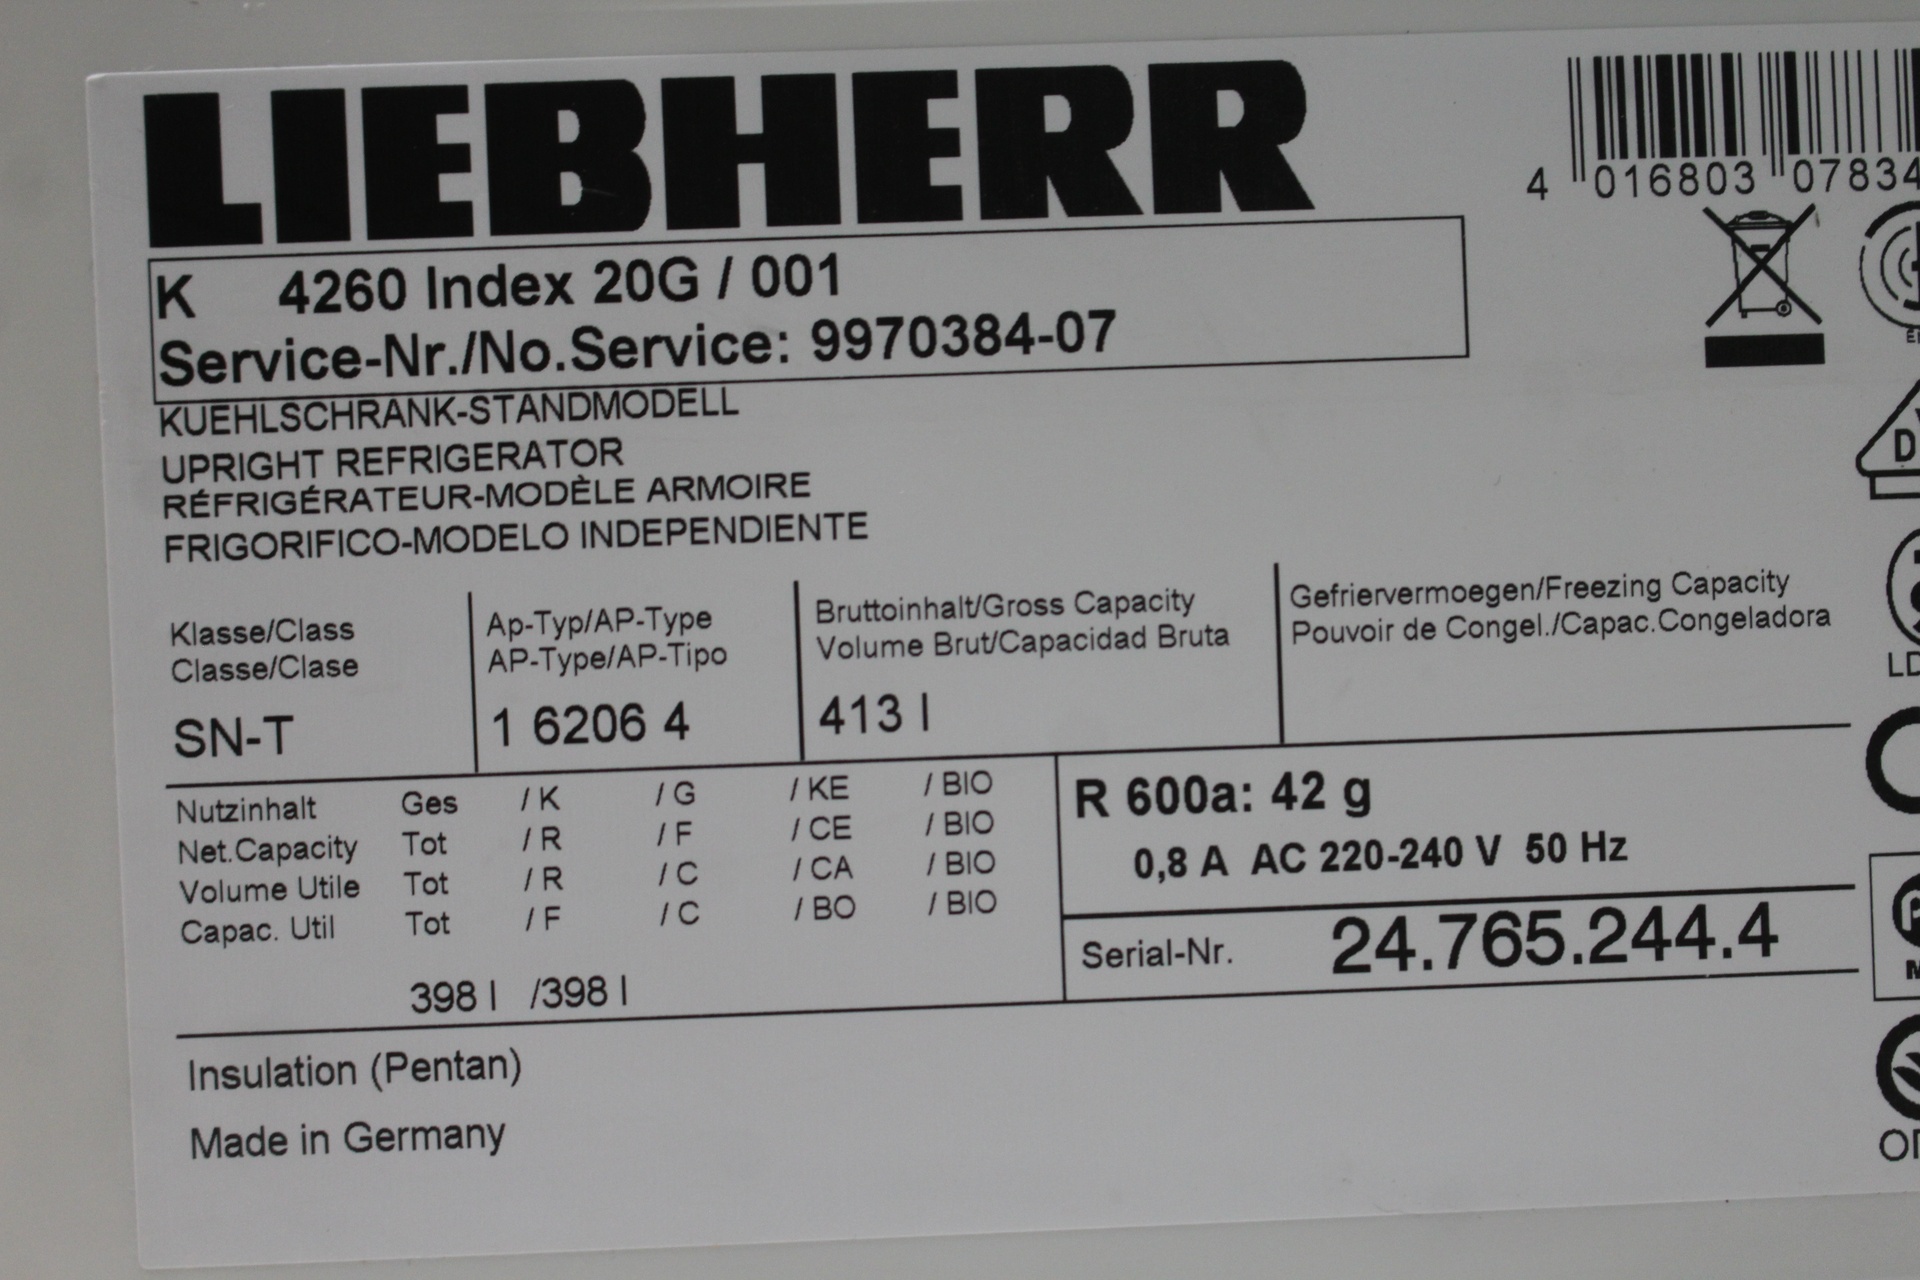 LIEBHERR
4 016803 07834
K 4260 Index 20G / 001
Service-Nr./No.Service: 9970384-07
KUEHLSCHRANK-STANDMODELL
UPRIGHT REFRIGERATOR
RÉFRIGÉRATEUR-MODÈLE ARMOIRE
FRIGORIFICO-MODELO INDEPENDIENTE
Klasse/Class
Classe/Clase
SN-T
Ap-Typ/AP-Type
AP-Type/AP-Tipo
1 6206 4
Bruttoinhalt/Gross Capacity
Volume Brut/Capacidad Bruta
413 l
Gefriervermoegen/Freezing Capacity
Pouvoir de Congel./Capac.Congeladora
Nutzinhalt Ges / K / G / KE / BIO
Net.Capacity Tot / R / F / CE / BIO
Volume Utile Tot / R / C / CA / BIO
Capac. Util Tot / F / C / BO / BIO
398 l /398 l
R 600a: 42 g
0,8 A AC 220-240 V 50 Hz
Serial-Nr. 24.765.244.4
Insulation (Pentan)
Made in Germany